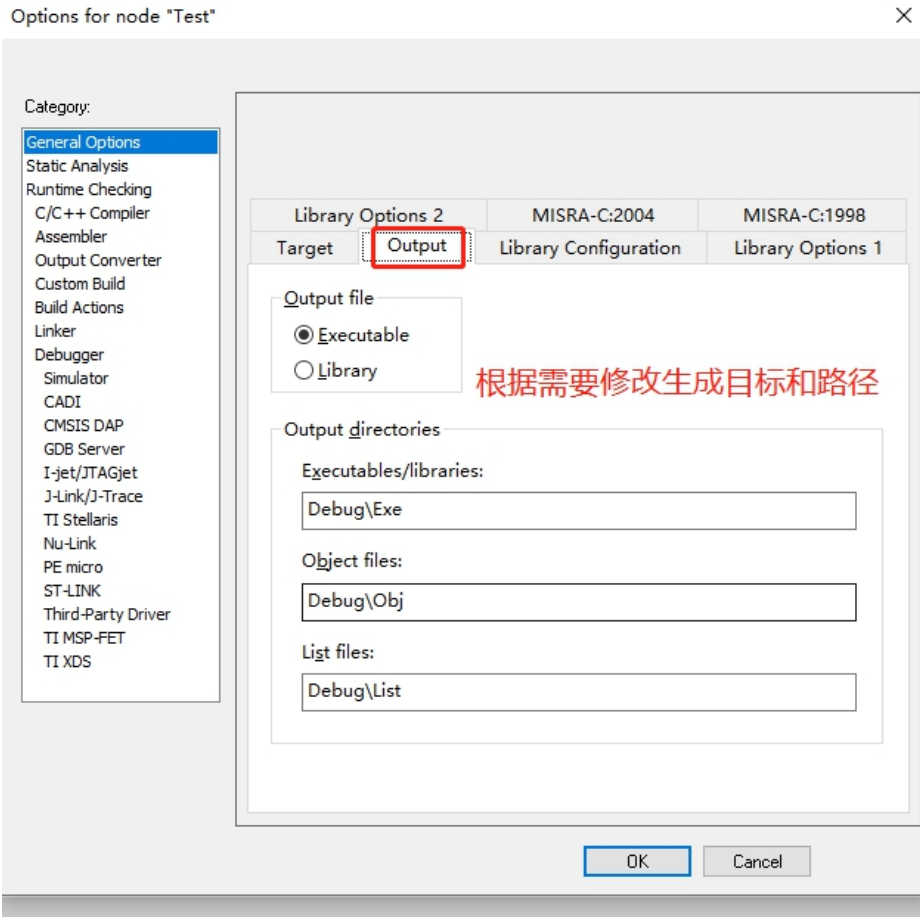 Options for node "Test"
Category:
General Options
Static Analysis
Runtime Checking
C/C++ Compiler
Assembler
Output Converter
Custom Build
Build Actions
Linker
Debugger
Simulator
CADI
CMSIS DAP
GDB Server
I-jet/JTAGjet
J-Link/J-Trace
TI Stellaris
Nu-Link
PE micro
ST-LINK
Third-Party Driver
TI MSP-FET
TI XDS
Library Options 2
MISRA-C:2004
MISRA-C:1998
Target
Output
Library Configuration
Library Options 1
Output file
Executable
Library
根据需要修改生成目标和路径
Output directories
Executables/libraries:
Debug\Exe
Object files:
Debug\Obj
List files:
Debug\List
OK
Cancel